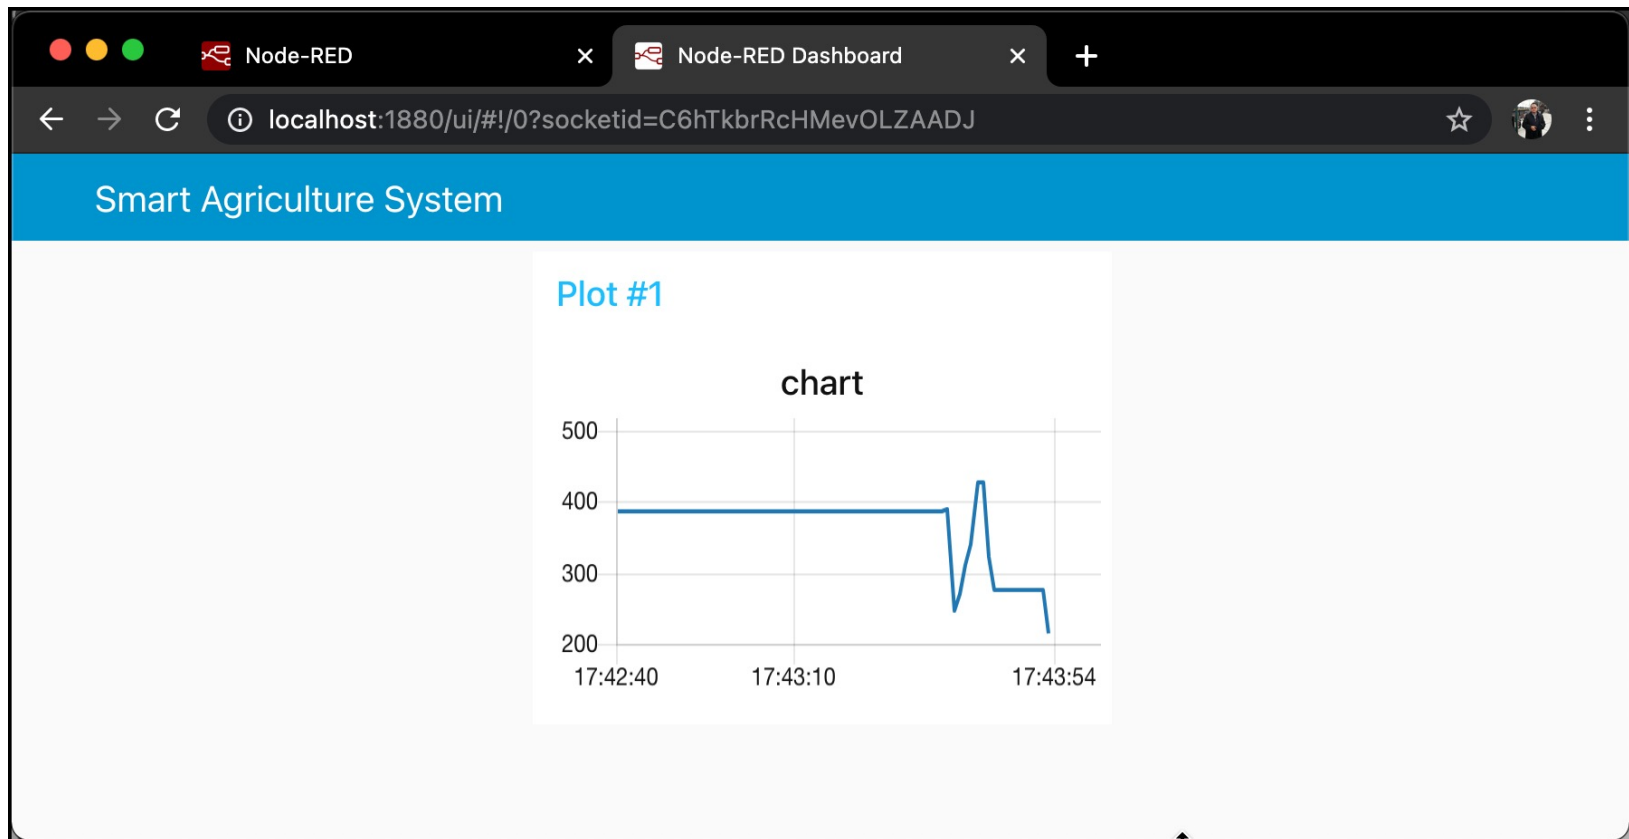 Node-RED
Node-RED Dashboard
localhost:1880/ui/#!/0?socketid=C6hTkbrRcHMevOLZAADJ
Smart Agriculture System
Plot #1
chart
500
400
300
200
17:42:40 17:43:10 17:43:54